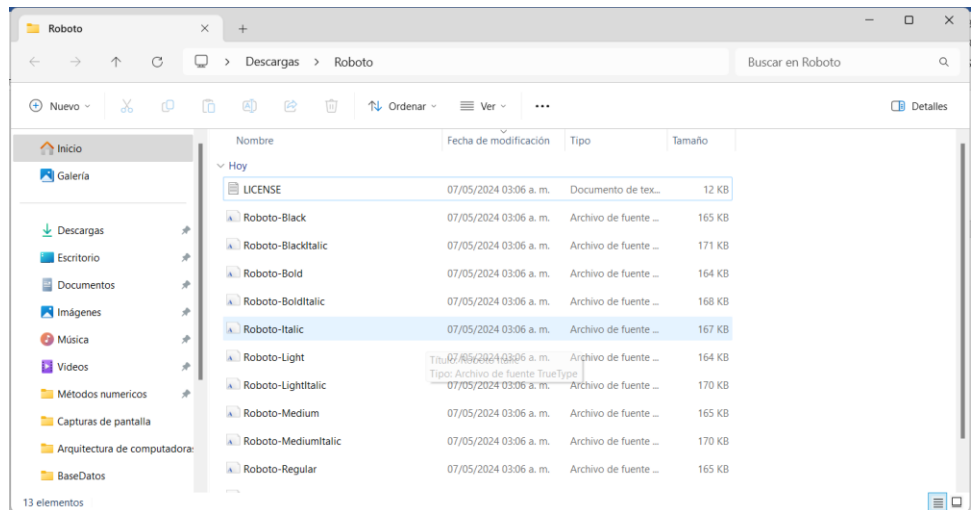 Roboto
Descargas > Roboto
Buscar en Roboto
Nuevo
Ordenar
Ver
Detalles
Inicio
Galería
Descargas
Escritorio
Documentos
Imágenes
Música
Videos
Métodos numericos
Capturas de pantalla
Arquitectura de computadoras
BaseDatos
Nombre Fecha de modificación Tipo Tamaño
Hoy
LICENSE 07/05/2024 03:06 a. m. Documento de tex... 12 KB
Roboto-Black 07/05/2024 03:06 a. m. Archivo de fuente ... 165 KB
Roboto-BlackItalic 07/05/2024 03:06 a. m. Archivo de fuente ... 171 KB
Roboto-Bold 07/05/2024 03:06 a. m. Archivo de fuente ... 164 KB
Roboto-BoldItalic 07/05/2024 03:06 a. m. Archivo de fuente ... 168 KB
Roboto-Italic 07/05/2024 03:06 a. m. Archivo de fuente ... 167 KB
Roboto-Light 07/05/2024 03:06 a. m. Archivo de fuente ... 164 KB
Título: Roboto Italic
Tipo: Archivo de fuente TrueType
Roboto-LightItalic 07/05/2024 03:06 a. m. Archivo de fuente ... 170 KB
Roboto-Medium 07/05/2024 03:06 a. m. Archivo de fuente ... 165 KB
Roboto-MediumItalic 07/05/2024 03:06 a. m. Archivo de fuente ... 170 KB
Roboto-Regular 07/05/2024 03:06 a. m. Archivo de fuente ... 165 KB
13 elementos